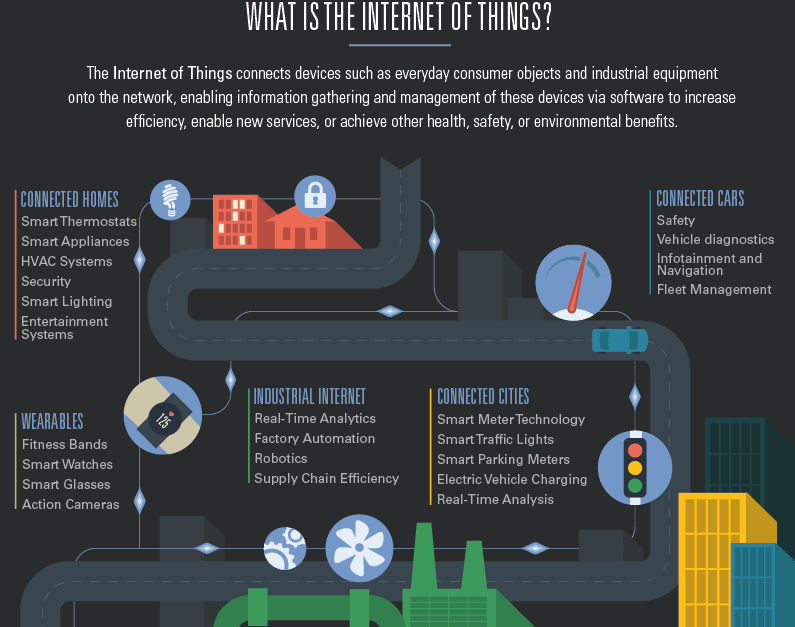 WHAT IS THE INTERNET OF THINGS?
The Internet of Things connects devices such as everyday consumer objects and industrial equipment
onto the network, enabling information gathering and management of these devices via software to increase
efficiency, enable new services, or achieve other health, safety, or environmental benefits.
CONNECTED HOMES
Smart Thermostats
Smart Appliances
HVAC Systems
Security
Smart Lighting
Entertainment
Systems
CONNECTED CARS
Safety
Vehicle diagnostics
Infotainment and
Navigation
Fleet Management
WEARABLES
Fitness Bands
Smart Watches
Smart Glasses
Action Cameras
125
INDUSTRIAL INTERNET
Real-Time Analytics
Factory Automation
Robotics
Supply Chain Efficiency
CONNECTED CITIES
Smart Meter Technology
Smart Traffic Lights
Smart Parking Meters
Electric Vehicle Charging
Real-Time Analysis